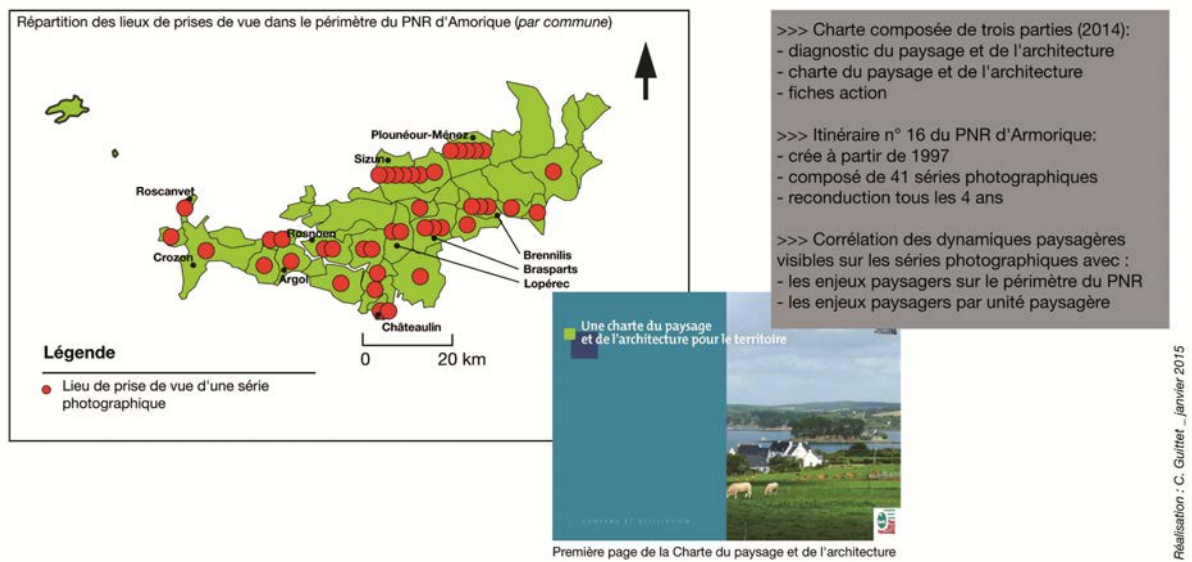 Répartition des lieux de prises de vue dans le périmètre du PNR d'Amorique (par commune)
Plounéour-Ménez
Sizun
Roscanvet
Rosnoen
Crozon
Argol
Brennilis
Brasparts
Lopérec
Châteaulin
0 20 km
Légende
Lieu de prise de vue d'une série
photographique
>>> Charte composée de trois parties (2014):
- diagnostic du paysage et de l'architecture
- charte du paysage et de l'architecture
- fiches action
>>> Itinéraire n° 16 du PNR d'Armorique:
- crée à partir de 1997
- composé de 41 séries photographiques
- reconduction tous les 4 ans
>>> Corrélation des dynamiques paysagères
visibles sur les séries photographiques avec :
- les enjeux paysagers sur le périmètre du PNR
- les enjeux paysagers par unité paysagère
Une charte du paysage
et de l'architecture pour le territoire
Première page de la Charte du paysage et de l'architecture
Réalisation : C. Guittet _ janvier 2015